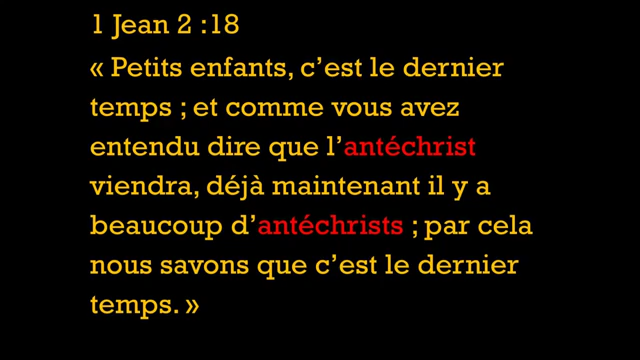 1 Jean 2 :18
« Petits enfants, c’est le dernier
temps ; et comme vous avez
entendu dire que l’antéchrist
viendra, déjà maintenant il y a
beaucoup d’antéchrists ; par cela
nous savons que c’est le dernier
temps. »